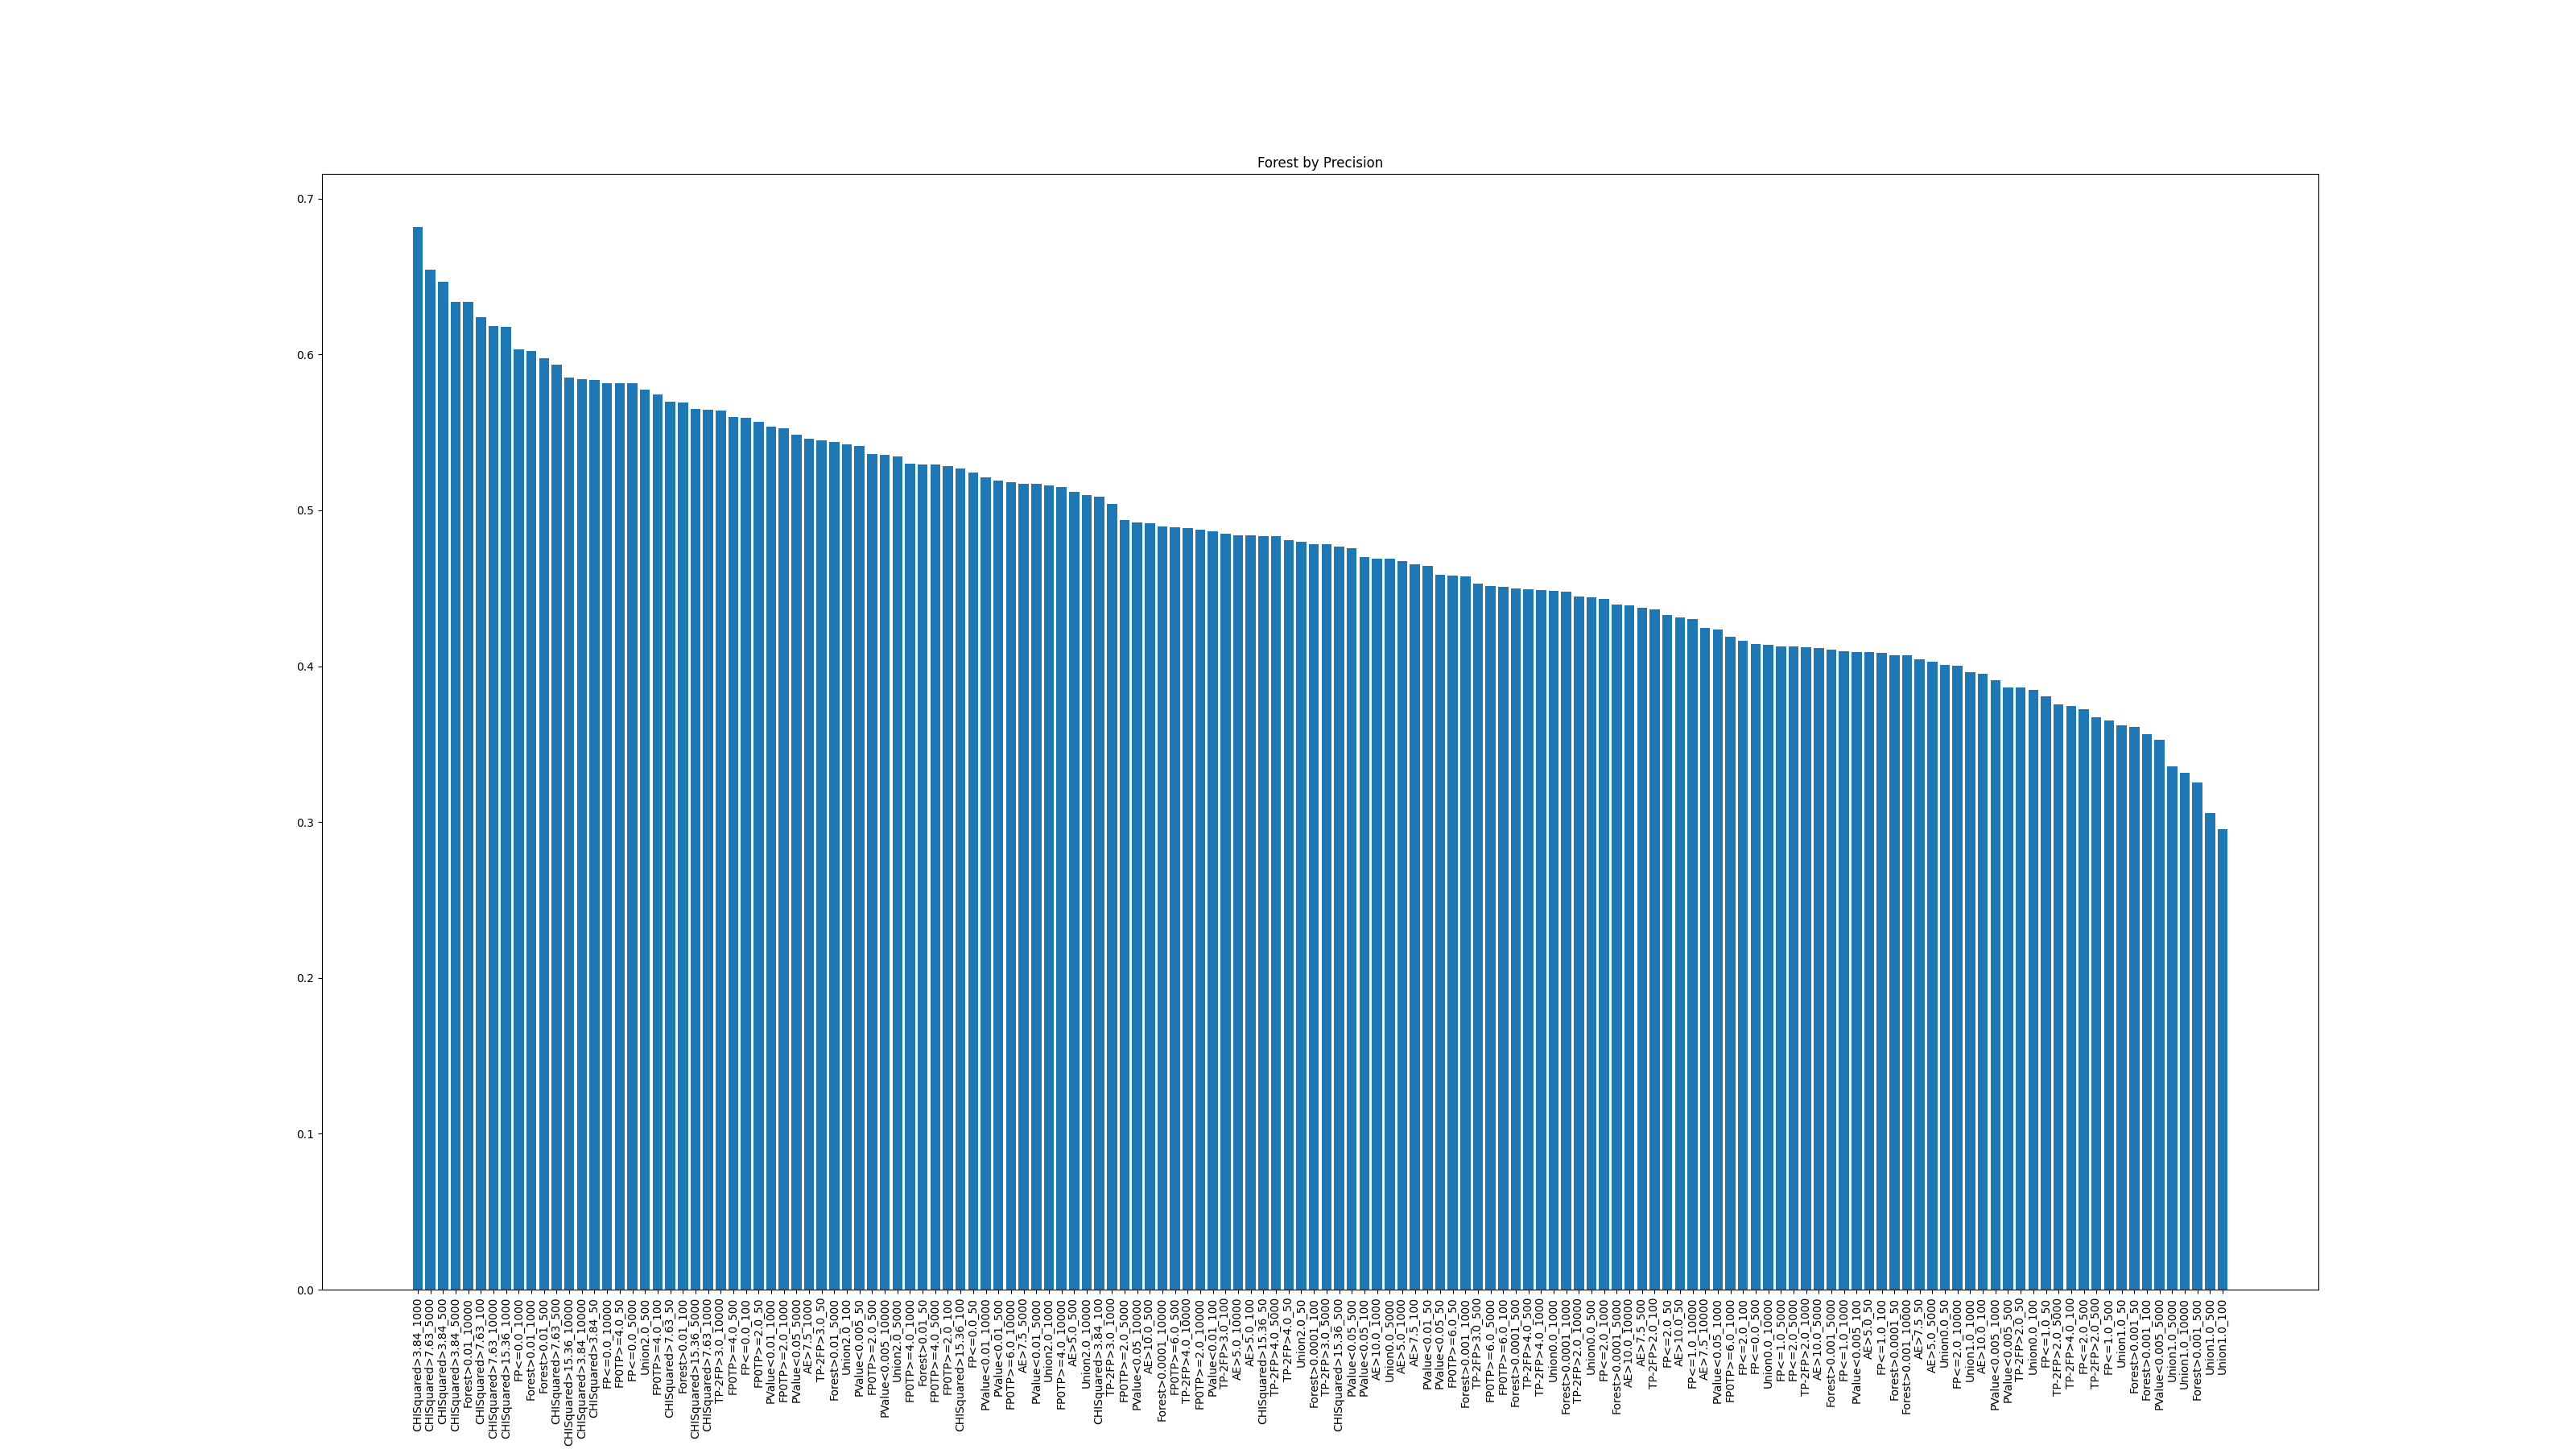 Forest by Precision
0.7
0.6
0.5
0.4
0.3
0.2
0.1
0.0
CHISquared>3.84_1000
CHISquared>7.63_5000
CHISquared>3.84_500
CHISquared>3.84_5000
Forest>0.01_10000
CHISquared>7.63_100
CHISquared>7.63_10000
CHISquared>15.36_1000
FP<=0.0_1000
Forest>0.01_1000
Forest>0.01_500
CHISquared>7.63_500
CHISquared>15.36_10000
CHISquared>3.84_10000
CHISquared>3.84_50
FP<=0.0_10000
FP0TP>=4.0_50
FP<=0.0_5000
Union2.0_500
FP0TP>=4.0_100
CHISquared>7.63_50
Forest>0.01_100
CHISquared>15.36_5000
CHISquared>7.63_1000
TP-2FP>3.0_10000
FP0TP>=4.0_500
FP<=0.0_100
FP0TP>=2.0_50
PValue<0.01_1000
FP0TP>=2.0_1000
PValue<0.05_5000
AE>7.5_1000
TP-2FP>3.0_50
Forest>0.01_5000
Union2.0_100
PValue<0.005_50
FP0TP>=2.0_500
PValue<0.005_10000
Union2.0_5000
FP0TP>=4.0_1000
Forest>0.01_50
FP0TP>=4.0_5000
FP0TP>=2.0_100
CHISquared>15.36_100
FP<=0.0_50
PValue<0.01_10000
PValue<0.01_500
FP0TP>=6.0_10000
AE>7.5_5000
PValue<0.01_5000
Union2.0_1000
FP0TP>=4.0_10000
AE>5.0_500
Union2.0_10000
CHISquared>3.84_100
TP-2FP>3.0_1000
FP0TP>=2.0_5000
PValue<0.05_10000
AE>10.0_500
Forest>0.0001_10000
FP0TP>=6.0_500
TP-2FP>4.0_10000
FP0TP>=2.0_10000
PValue<0.01_100
TP-2FP>3.0_100
AE>5.0_10000
AE>5.0_100
CHISquared>15.36_50
TP-2FP>4.0_5000
TP-2FP>4.0_50
Union2.0_50
Forest>0.0001_100
TP-2FP>3.0_5000
CHISquared>15.36_500
PValue<0.05_500
PValue<0.05_100
AE>10.0_1000
Union0.0_5000
AE>5.0_1000
AE>7.5_100
PValue<0.01_50
PValue<0.05_50
FP0TP>=6.0_50
Forest>0.001_1000
TP-2FP>3.0_500
FP0TP>=6.0_5000
FP0TP>=6.0_100
Forest>0.0001_500
TP-2FP>4.0_500
TP-2FP>4.0_1000
Union0.0_1000
Forest>0.0001_1000
TP-2FP>2.0_10000
Union0.0_500
FP<=2.0_1000
Forest>0.0001_5000
AE>10.0_10000
AE>7.5_500
TP-2FP>2.0_100
FP<=2.0_50
AE>10.0_50
FP<=1.0_10000
AE>7.5_10000
PValue<0.05_1000
FP0TP>=6.0_1000
FP<=2.0_100
FP<=0.0_500
Union0.0_10000
FP<=1.0_5000
FP<=2.0_5000
TP-2FP>2.0_1000
AE>10.0_5000
Forest>0.001_5000
FP<=1.0_1000
PValue<0.005_100
AE>5.0_50
FP<=1.0_100
Forest>0.0001_50
Forest>0.001_10000
AE>7.5_50
AE>5.0_5000
Union0.0_50
FP<=2.0_10000
Union1.0_1000
AE>10.0_100
PValue<0.005_1000
PValue<0.005_500
TP-2FP>2.0_50
Union0.0_100
FP<=1.0_50
TP-2FP>2.0_5000
TP-2FP>4.0_100
FP<=2.0_500
TP-2FP>2.0_500
FP<=1.0_500
Union1.0_50
Forest>0.001_50
Forest>0.001_100
PValue<0.005_5000
Union1.0_5000
Union1.0_10000
Forest>0.001_500
Union1.0_500
Union1.0_100